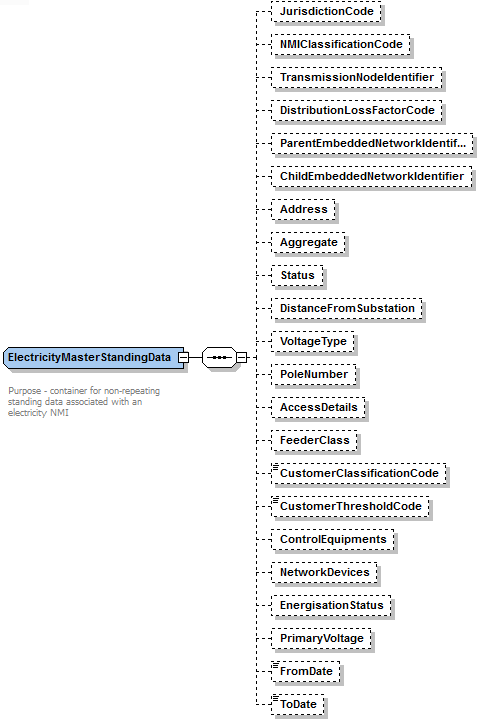 JurisdictionCode
NMIClassificationCode
TransmissionNodeIdentifier
DistributionLossFactorCode
ParentEmbeddedNetworkIdentif...
ChildEmbeddedNetworkIdentifier
Address
Aggregate
Status
DistanceFromSubstation
VoltageType
ElectricityMasterStandingData
Purpose - container for non-repeating
standing data associated with an
electricity NMI
PoleNumber
AccessDetails
FeederClass
CustomerClassificationCode
CustomerThresholdCode
ControlEquipments
NetworkDevices
EnergisationStatus
PrimaryVoltage
FromDate
ToDate